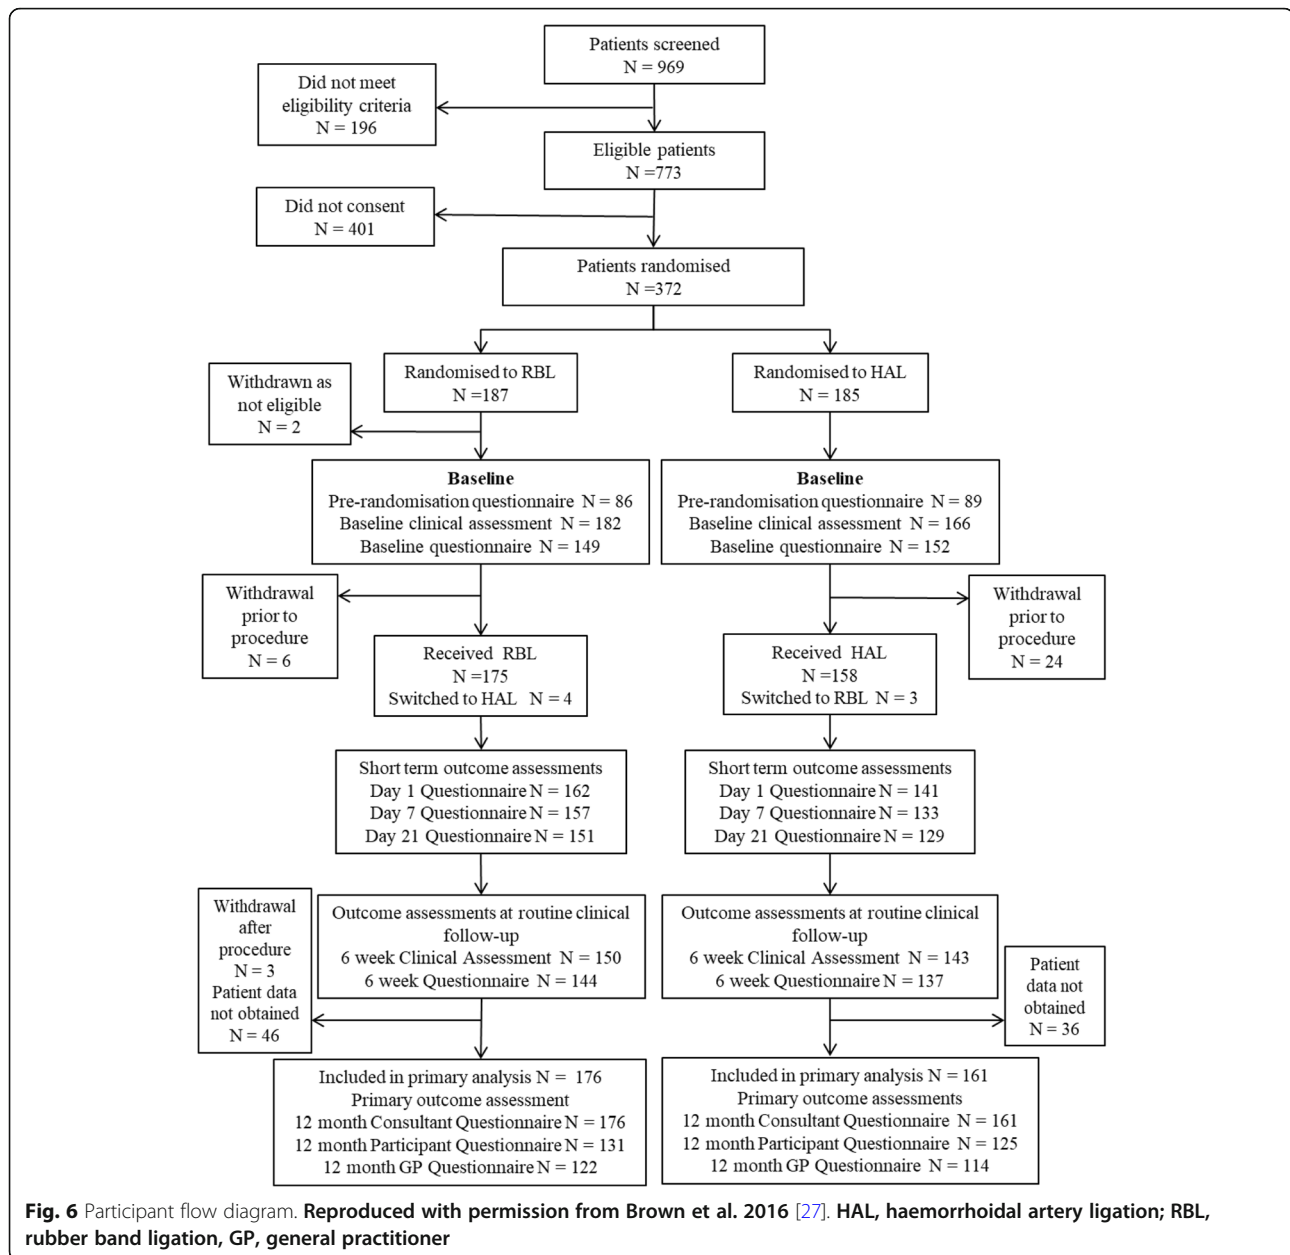 Patients screened
N = 969
Did not meet
eligibility criteria
N = 196
Eligible patients
N =773
Did not consent
N = 401
Patients randomised
N =372
Randomised to RBL
N =187
Randomised to HAL
N = 185
Withdrawn as
not eligible
N = 2
Baseline
Pre-randomisation questionnaire N = 86
Baseline clinical assessment N = 182
Baseline questionnaire N = 149
Baseline
Pre-randomisation questionnaire N = 89
Baseline clinical assessment N = 166
Baseline questionnaire N = 152
Withdrawal
prior to
procedure
N = 6
Withdrawal
prior to
procedure
N = 24
Received RBL
N =175
Switched to HAL N = 4
Received HAL
N =158
Switched to RBL N = 3
Short term outcome assessments
Day 1 Questionnaire N = 162
Day 7 Questionnaire N = 157
Day 21 Questionnaire N = 151
Short term outcome assessments
Day 1 Questionnaire N = 141
Day 7 Questionnaire N = 133
Day 21 Questionnaire N = 129
Withdrawal
after
procedure
N = 3
Patient data
not obtained
N = 46
Outcome assessments at routine clinical
follow-up
6 week Clinical Assessment N = 150
6 week Questionnaire N = 144
Outcome assessments at routine clinical
follow-up
6 week Clinical Assessment N = 143
6 week Questionnaire N = 137
Patient
data not
obtained
N = 36
Included in primary analysis N = 176
Primary outcome assessment
12 month Consultant Questionnaire N = 176
12 month Participant Questionnaire N = 131
12 month GP Questionnaire N = 122
Included in primary analysis N = 161
Primary outcome assessments
12 month Consultant Questionnaire N = 161
12 month Participant Questionnaire N = 125
12 month GP Questionnaire N = 114
Fig. 6 Participant flow diagram. Reproduced with permission from Brown et al. 2016 [27]. HAL, haemorrhoidal artery ligation; RBL,
rubber band ligation, GP, general practitioner